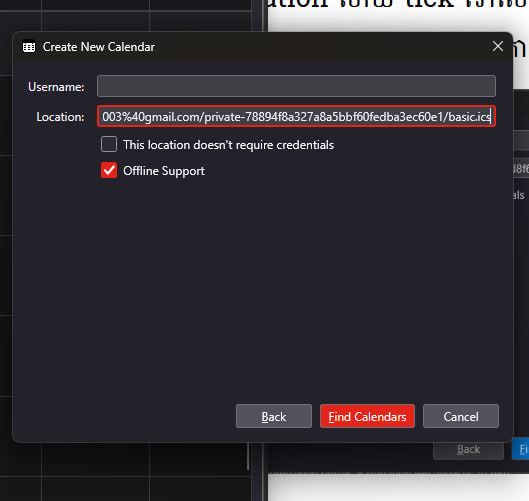 tick
Create New Calendar
Username:
Location: 003%40gmail.com/private-78894f8a327a8a5bbf60fedba3ec60e1/basic.ics
This location doesn't require credentials
Offline Support
Back Find Calendars Cancel
Back